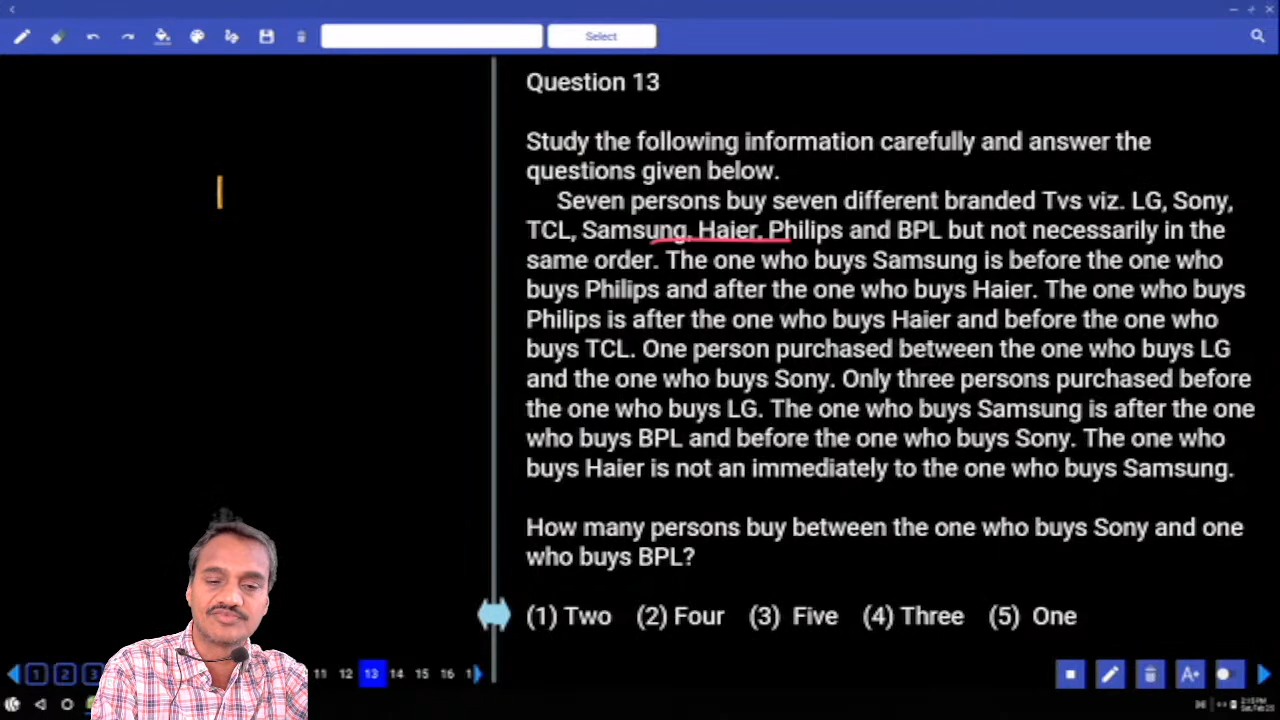 Select
Question 13
Study the following information carefully and answer the
questions given below.
Seven persons buy seven different branded Tvs viz. LG, Sony,
TCL, Samsung, Haier, Philips and BPL but not necessarily in the
same order. The one who buys Samsung is before the one who
buys Philips and after the one who buys Haier. The one who buys
Philips is after the one who buys Haier and before the one who
buys TCL. One person purchased between the one who buys LG
and the one who buys Sony. Only three persons purchased before
the one who buys LG. The one who buys Samsung is after the one
who buys BPL and before the one who buys Sony. The one who
buys Haier is not an immediately to the one who buys Samsung.
How many persons buy between the one who buys Sony and one
who buys BPL?
(1) Two (2) Four (3) Five (4) Three (5) One
1 2 3 11 12 13 14 15 16 1
A+